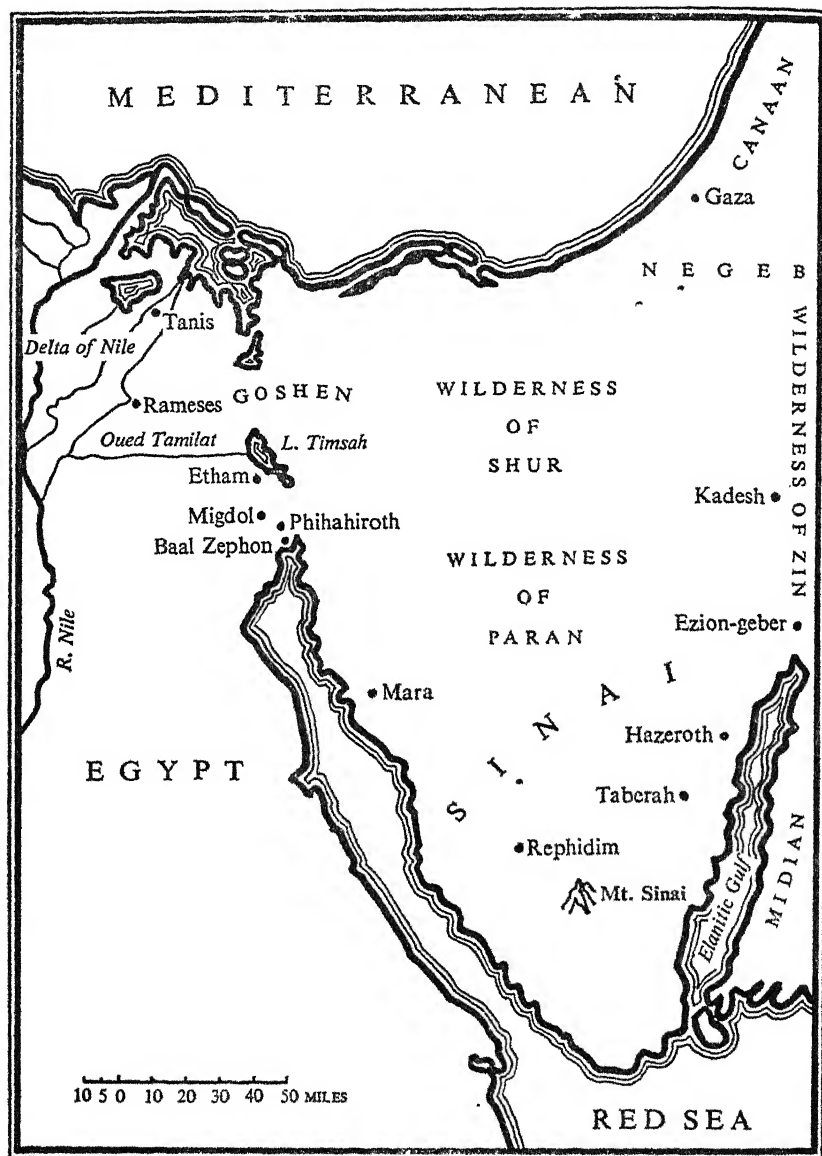 MEDITERRANEAN
CANAAN
Gaza
NEGEB
Tanis
Delta of Nile
WILDERNESS OF ZIN
Rameses
GOSHEN
WILDERNESS
OF
SHUR
Oued Tamilat
L. Timsah
Etham
Kadesh
Migdol
Phihahiroth
Baal Zephon
WILDERNESS
OF
PARAN
Ezion-geber
R. Nile
Mara
SINAI
Hazeroth
EGYPT
Taberah
Rephidim
MIDIAN
Mt. Sinai
Elanitic Gulf
10 5 0 10 20 30 40 50 MILES
RED SEA